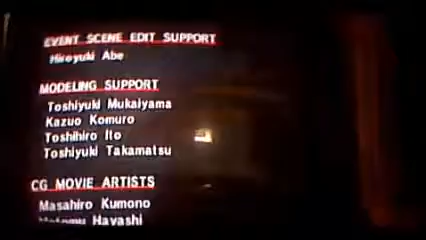 EVENT SCENE EDIT SUPPORT
Hiroyuki Abe
MODELING SUPPORT
Toshiyuki Mukaiyama
Kazuo Komuro
Toshihiro Ito
Toshiyuki Takamatsu
CG MOVIE ARTISTS
Masahiro Kumono
Hayashi